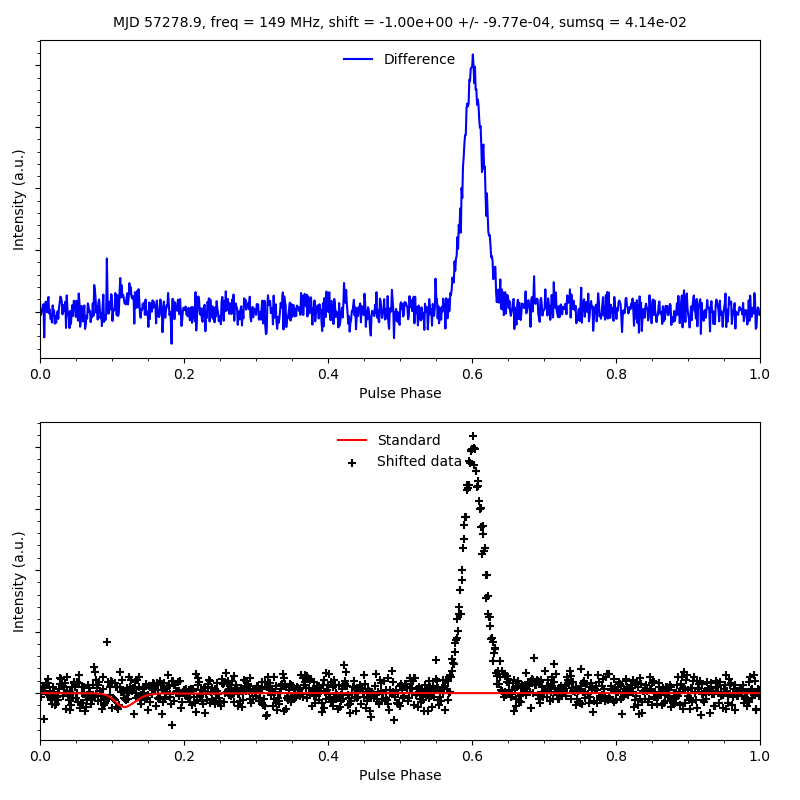 MJD 57278.9, freq = 149 MHz, shift = -1.00e+00 +/- -9.77e-04, sumsq = 4.14e-02
Difference
Intensity (a.u.)
0.0 0.2 0.4 0.6 0.8 1.0
Pulse Phase
Standard
Shifted data
Intensity (a.u.)
0.0 0.2 0.4 0.6 0.8 1.0
Pulse Phase